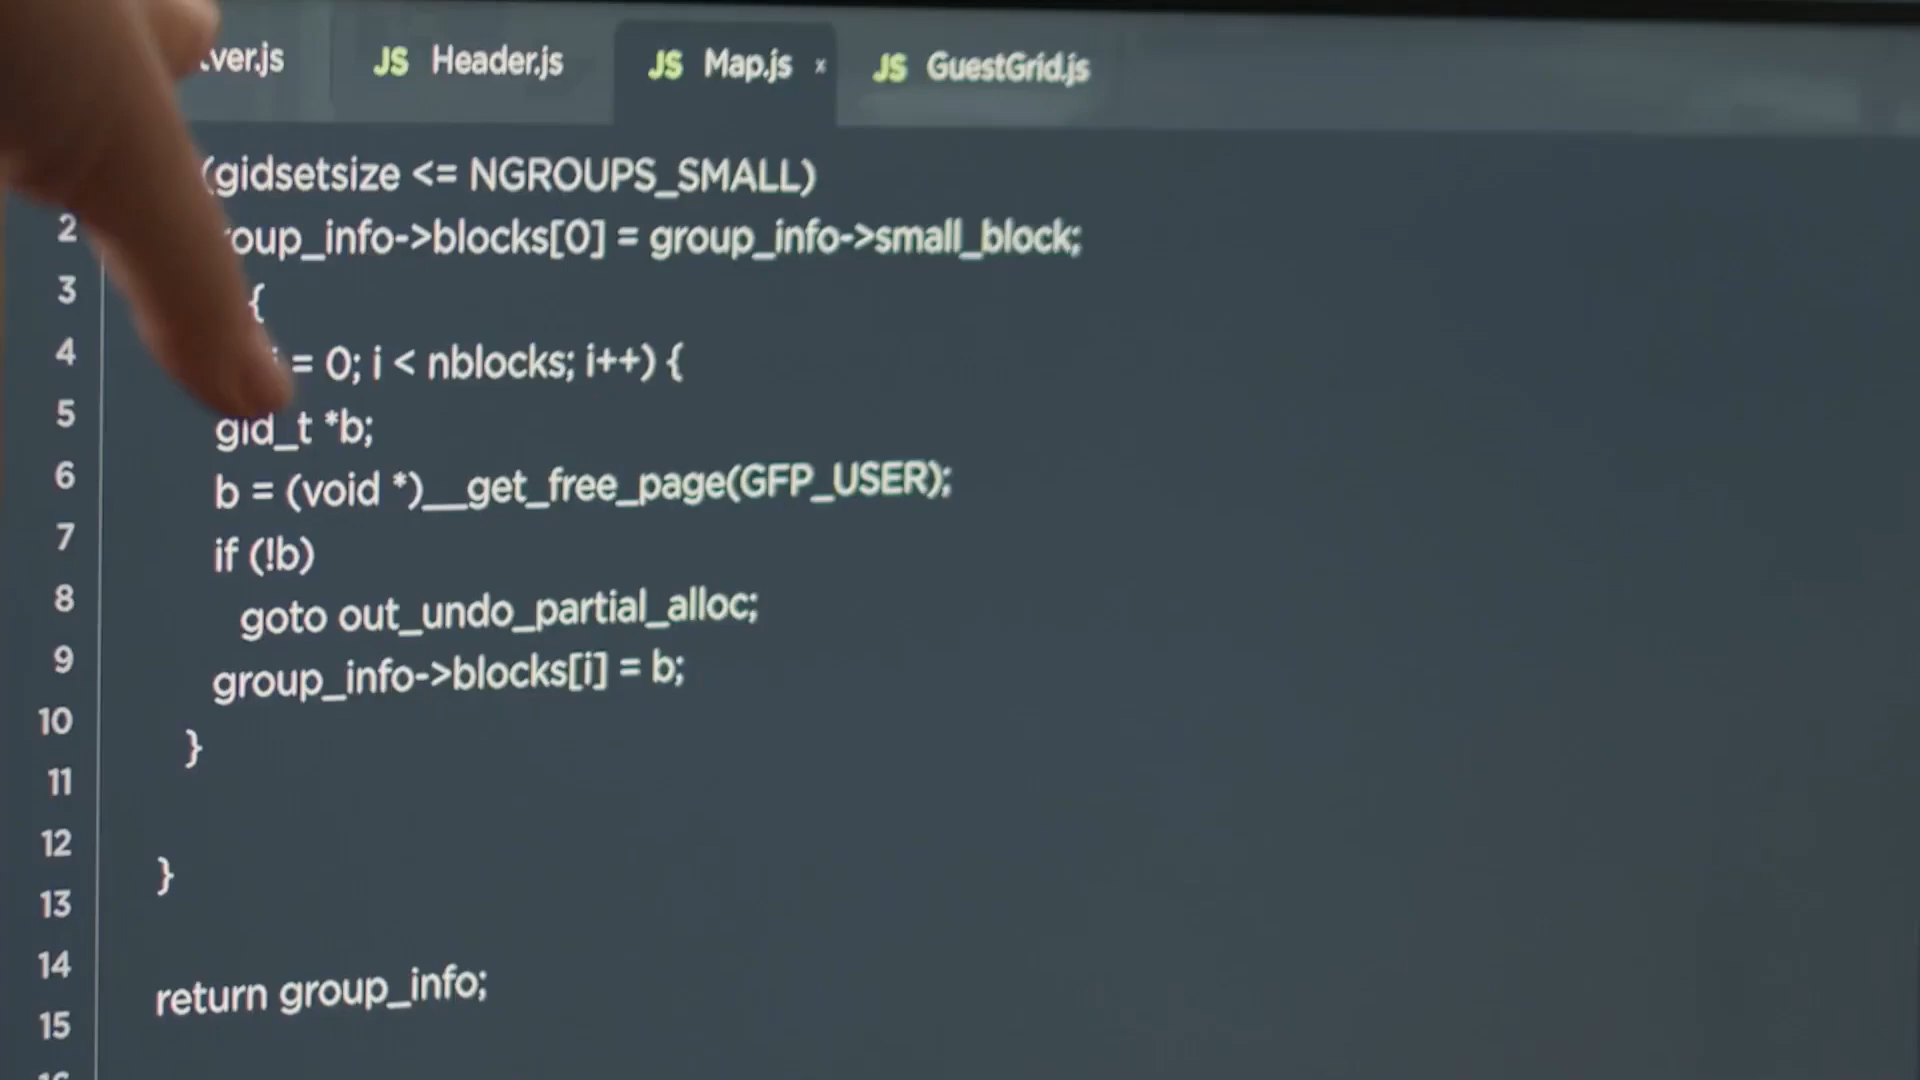 .ver.js JS Header.js JS Map.js x JS GuestGrid.js
(gidsetsize <= NGROUPS_SMALL)
2 roup_info->blocks[0] = group_info->small_block;
3 {
4 i = 0; i < nblocks; i++) {
5 gid_t *b;
6 b = (void *)__get_free_page(GFP_USER);
7 if (!b)
8 goto out_undo_partial_alloc;
9 group_info->blocks[i] = b;
10 }
11
12 }
13
14 return group_info;
15